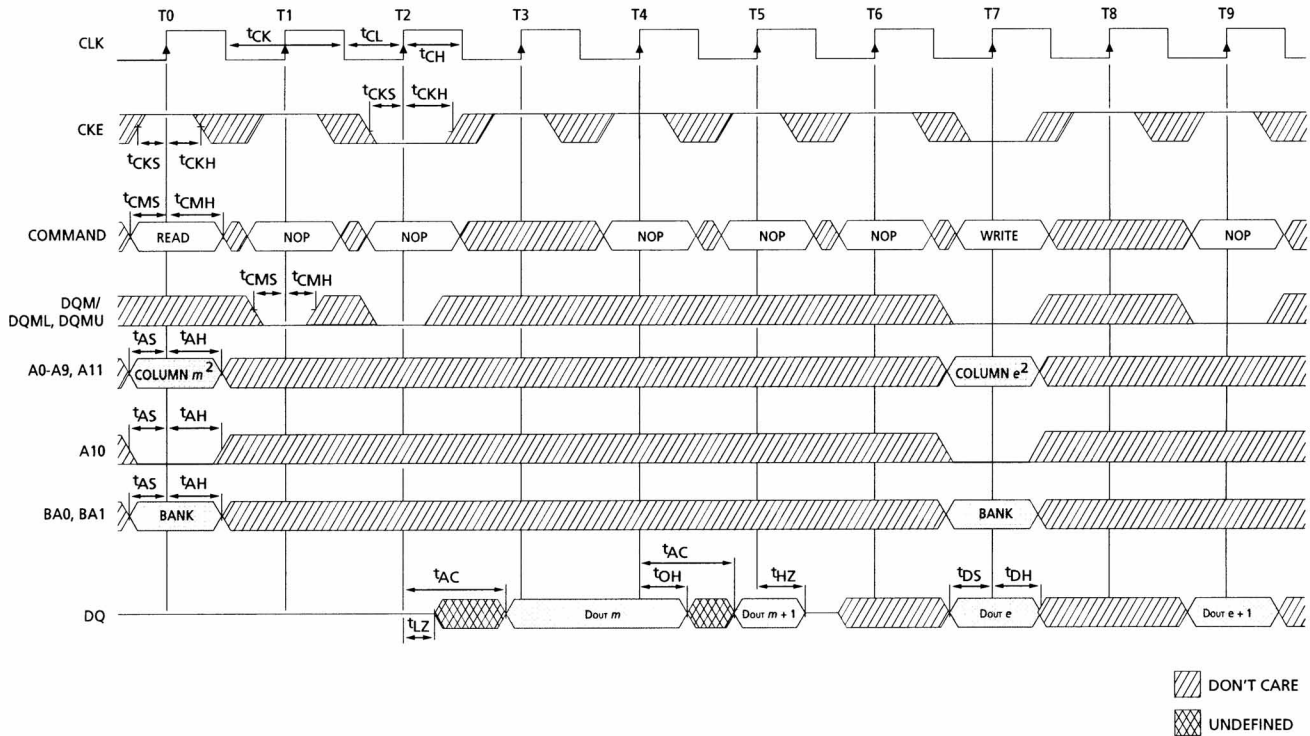 T0 T1 T2 T3 T4 T5 T6 T7 T8 T9
CLK tCK tCL tCH
tCKS tCKH
CKE
tCKS tCKH
tCMS tCMH
COMMAND READ NOP NOP NOP NOP NOP WRITE NOP
tCMS tCMH
DQM/
DQML, DQMU
tAS tAH
A0-A9, A11 COLUMN m2 COLUMN e2
tAS tAH
A10
tAS tAH
BA0, BA1 BANK BANK
tAC
tAC tOH tHZ tDS tDH
DQ DOUT m DOUT m + 1 DOUT e DOUT e + 1
tLZ
DON'T CARE
UNDEFINED